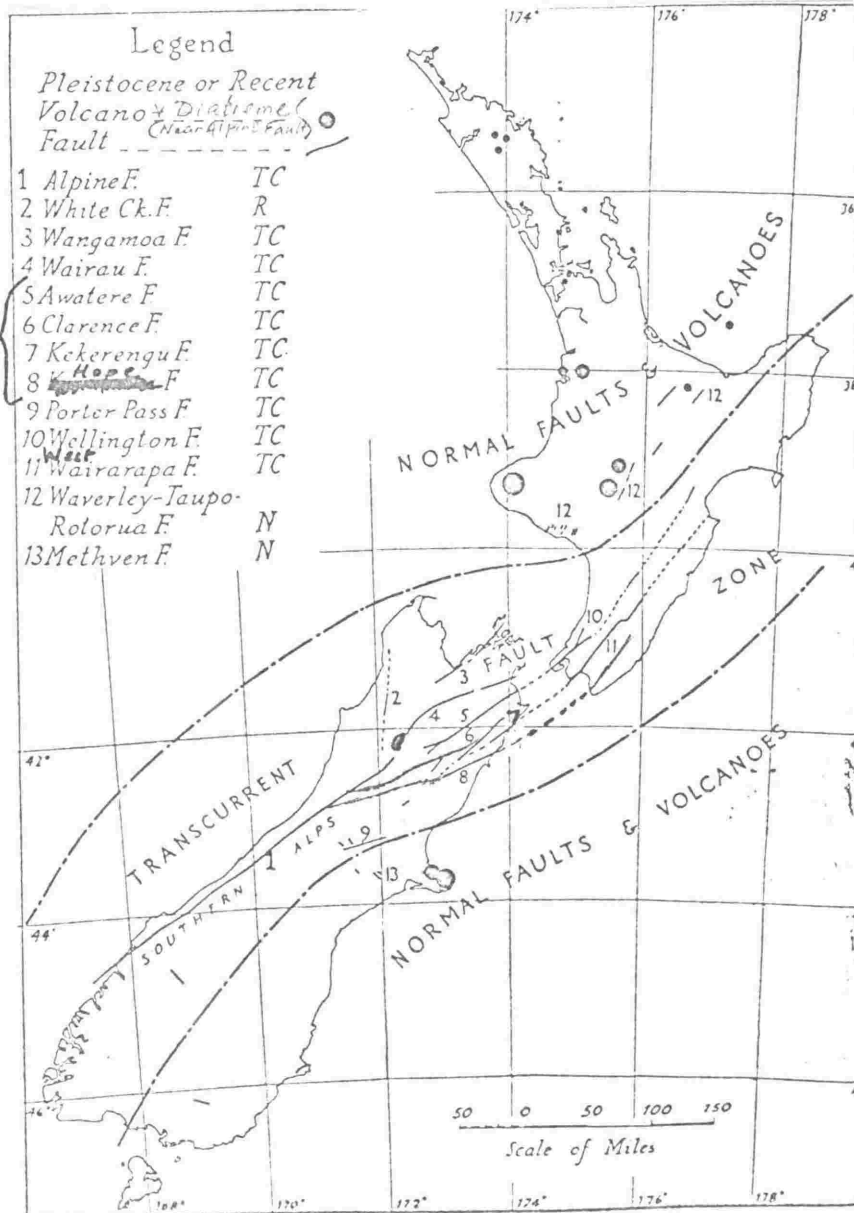 Legend
Pleistocene or Recent
Volcano & Diatreme
(Near Alpine Fault)
Fault
1 Alpine F. TC
2 White Ck. F. R
3 Wangamoa F. TC
4 Wairau F. TC
5 Awatere F. TC
6 Clarence F. TC
7 Kekerengu F. TC
8 Hope F TC
9 Porter Pass F. TC
10 Wellington F. TC
West
11 Wairarapa F. TC
12 Waverley-Taupo-
Rotorua F. N
13 Methven F. N
174° 176° 178°
36
VOLCANOES
38
12
NORMAL FAULTS &
12
12
ZONE
10
FAULT
11
3
2
4
5
7
6
8
41°
TRANSCURRENT
9
1
ALPS
13
SOUTHERN
NORMAL FAULTS & VOLCANOES
44°
46°
50 0 50 100 150
Scale of Miles
168° 170° 172° 174° 176° 178°